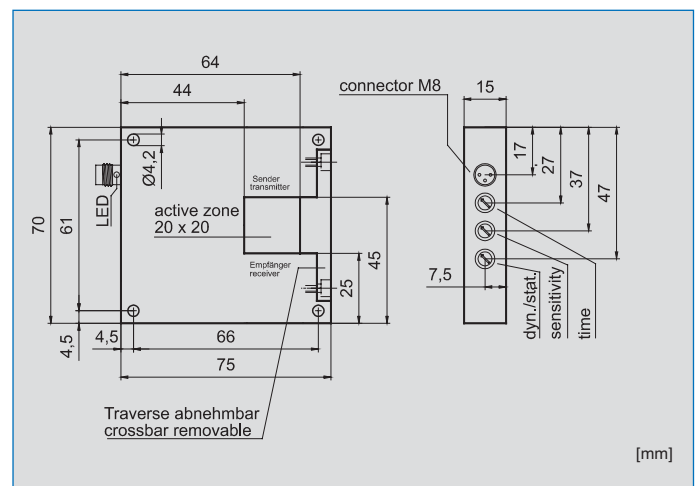 64
44
connector M8
15
Ø4,2
LED
Sender
transmitter
active zone
20 x 20
Empfänger
receiver
70
61
45
25
4,5
4,5
66
75
17
27
37
47
7,5
dyn./stat.
sensitivity
time
Traverse abnehmbar
crossbar removable
[mm]